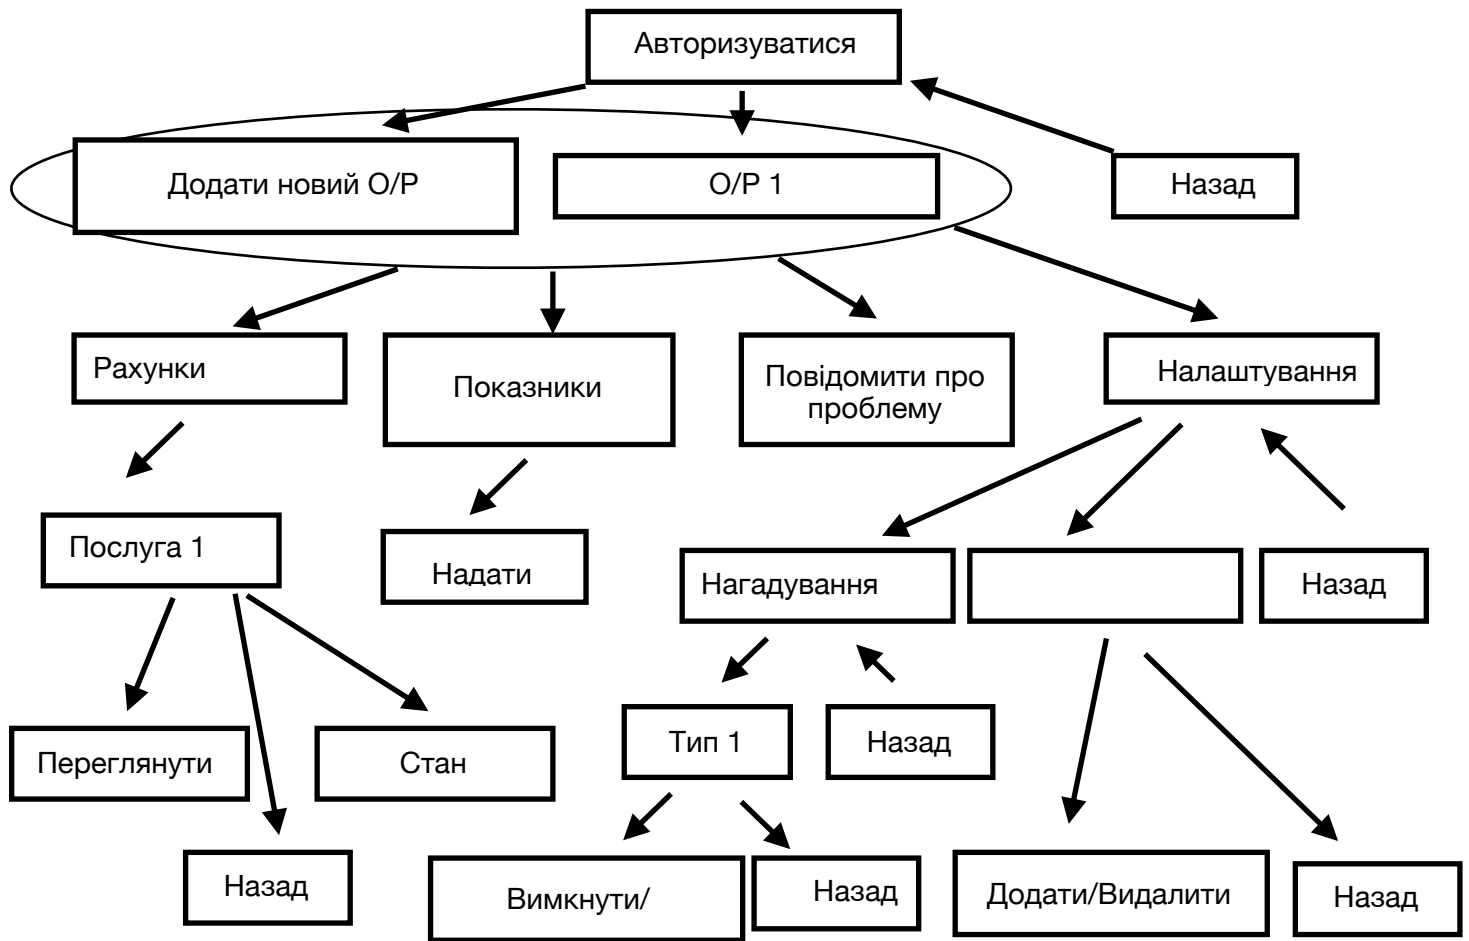 Авторизуватися
Додати новий О/Р
О/Р 1
Назад
Рахунки
Показники
Повідомити про
проблему
Налаштування
Послуга 1
Надати
Нагадування
Назад
Переглянути
Стан
Тип 1
Назад
Назад
Вимкнути/
Назад
Додати/Видалити
Назад